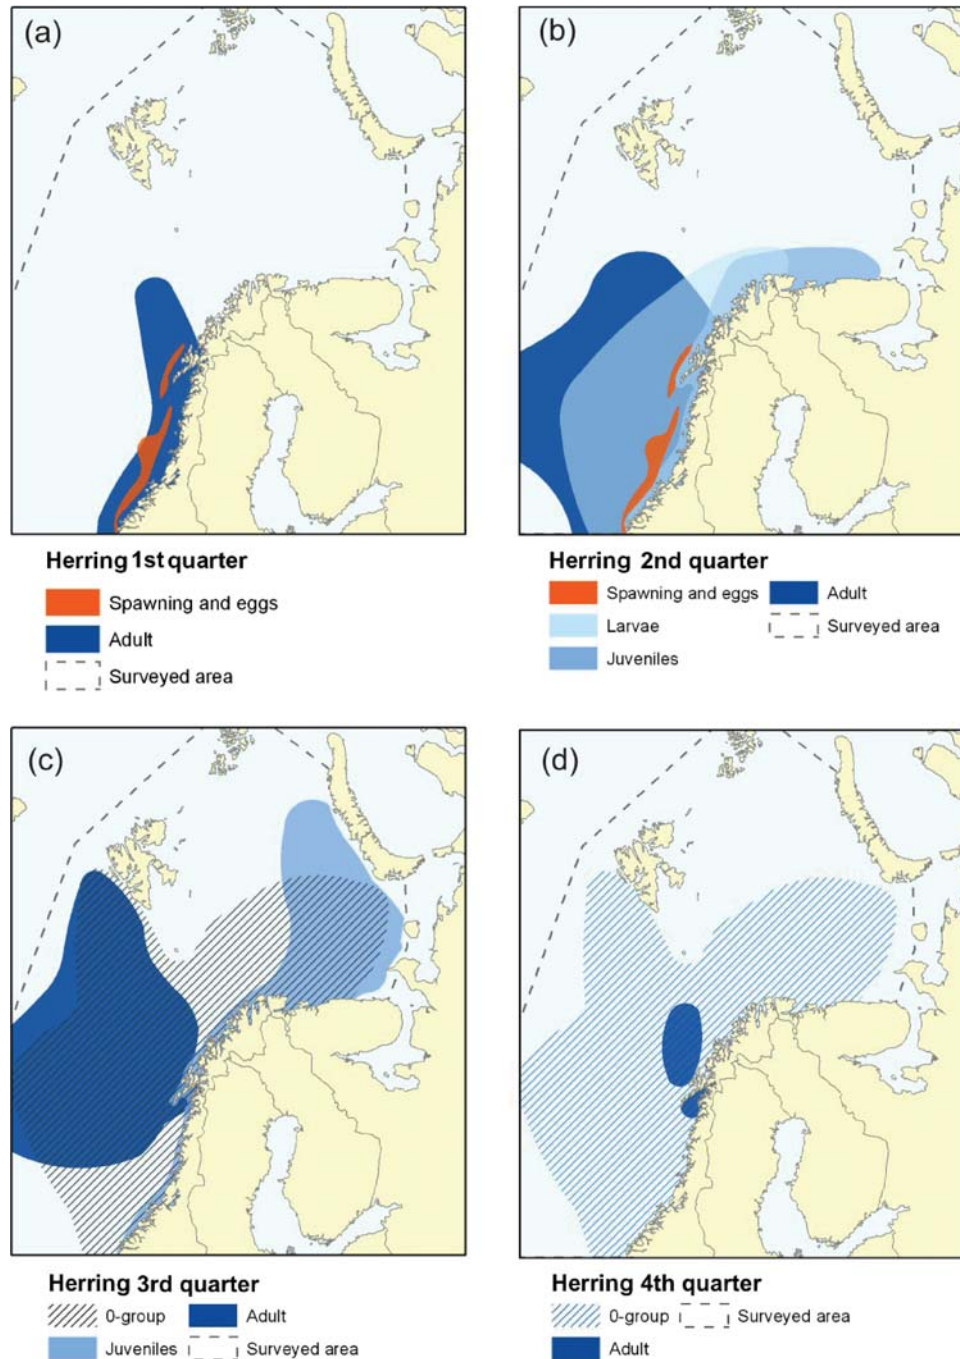 (a)
(b)
Herring 1st quarter
Spawning and eggs
Adult
Surveyed area
Herring 2nd quarter
Spawning and eggs
Adult
Larvae
Surveyed area
Juveniles
(c)
(d)
Herring 3rd quarter
0-group
Adult
Juveniles
Surveyed area
Herring 4th quarter
0-group
Surveyed area
Adult